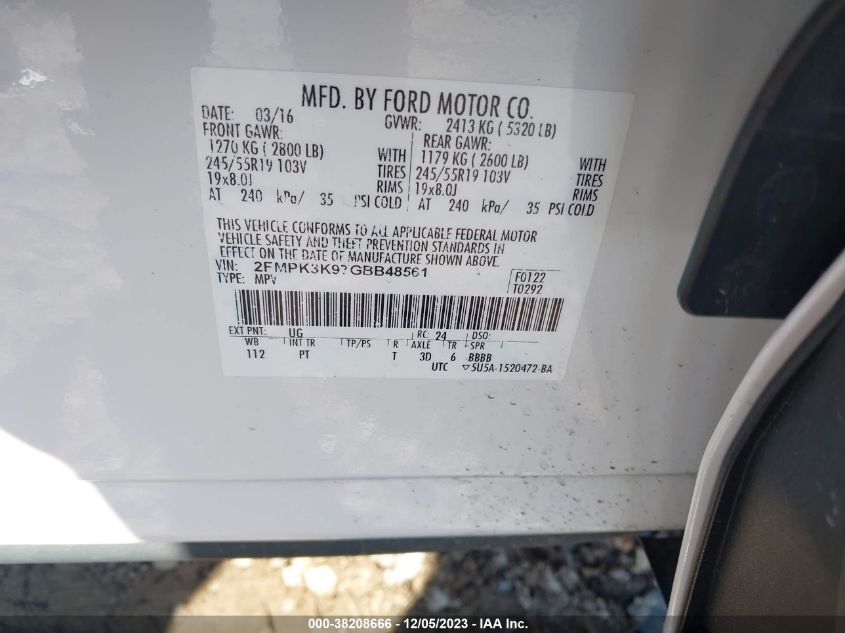 MFD. BY FORD MOTOR CO.
DATE: 03/16 GVWR: 2413 KG ( 5320 LB)
FRONT GAWR: REAR GAWR:
1270 KG ( 2800 LB) WITH 1179 KG ( 2600 LB) WITH
245/55R19 103V TIRES 245/55R19 103V TIRES
19x8.0J RIMS 19x8.0J RIMS
AT 240 kPa/ 35 PSI COLD AT 240 kPa/ 35 PSI COLD
THIS VEHICLE CONFORMS TO ALL APPLICABLE FEDERAL MOTOR
VEHICLE SAFETY AND THEFT PREVENTION STANDARDS IN
EFFECT ON THE DATE OF MANUFACTURE SHOWN ABOVE.
VIN: F0122
TYPE: MPV T0292
EXT PNT: UG RC: 24 DSO:
WB INT TR TP/PS R AXLE TR SPR
112 PT T 3D 6 BBBB
UTC ▽5U5A-1520472-BA
000-38208666 - 12/05/2023 - IAA Inc.